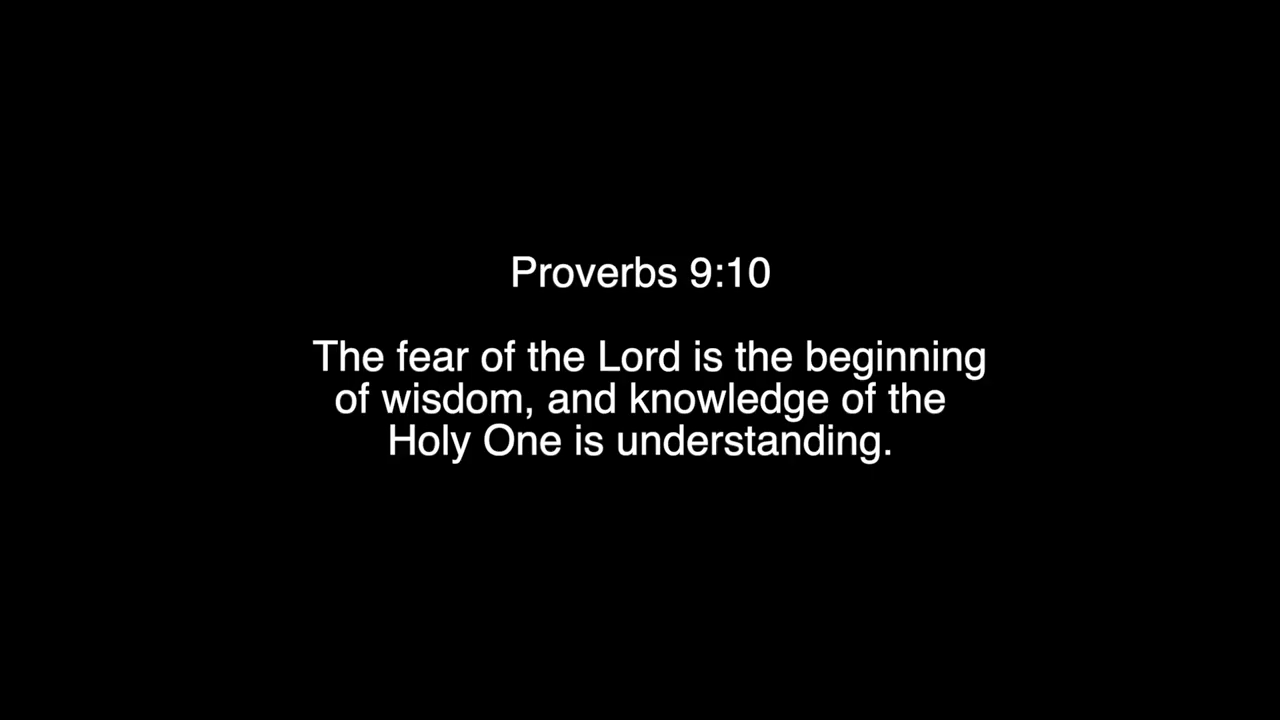 Proverbs 9:10
The fear of the Lord is the beginning
of wisdom, and knowledge of the
Holy One is understanding.